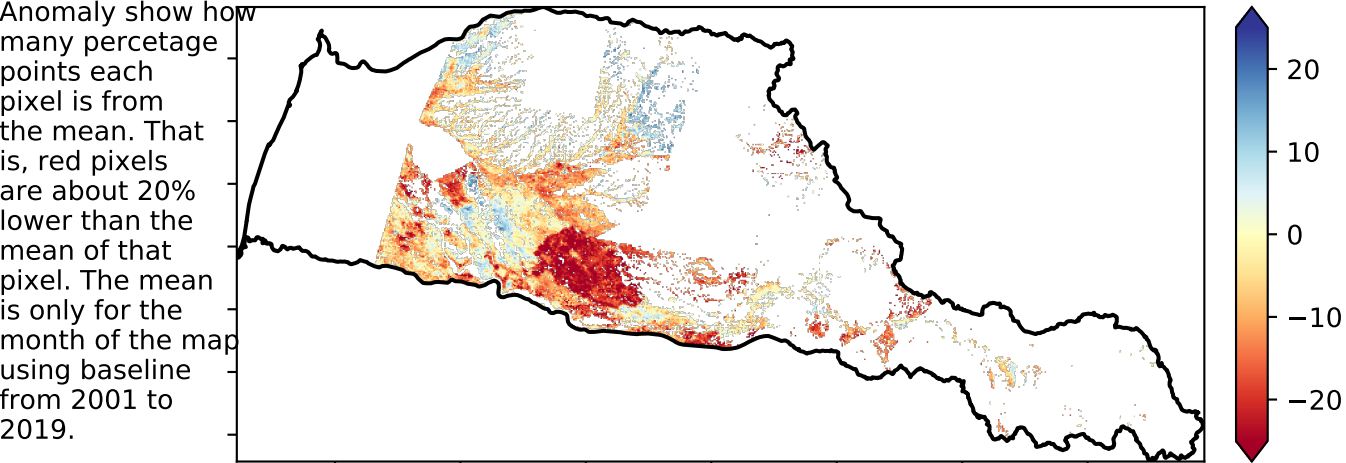 Anomaly show how
many percetage
points each
pixel is from
the mean. That
is, red pixels
are about 20%
lower than the
mean of that
pixel. The mean
is only for the
month of the map
using baseline
from 2001 to
2019.
20
10
0
−10
−20